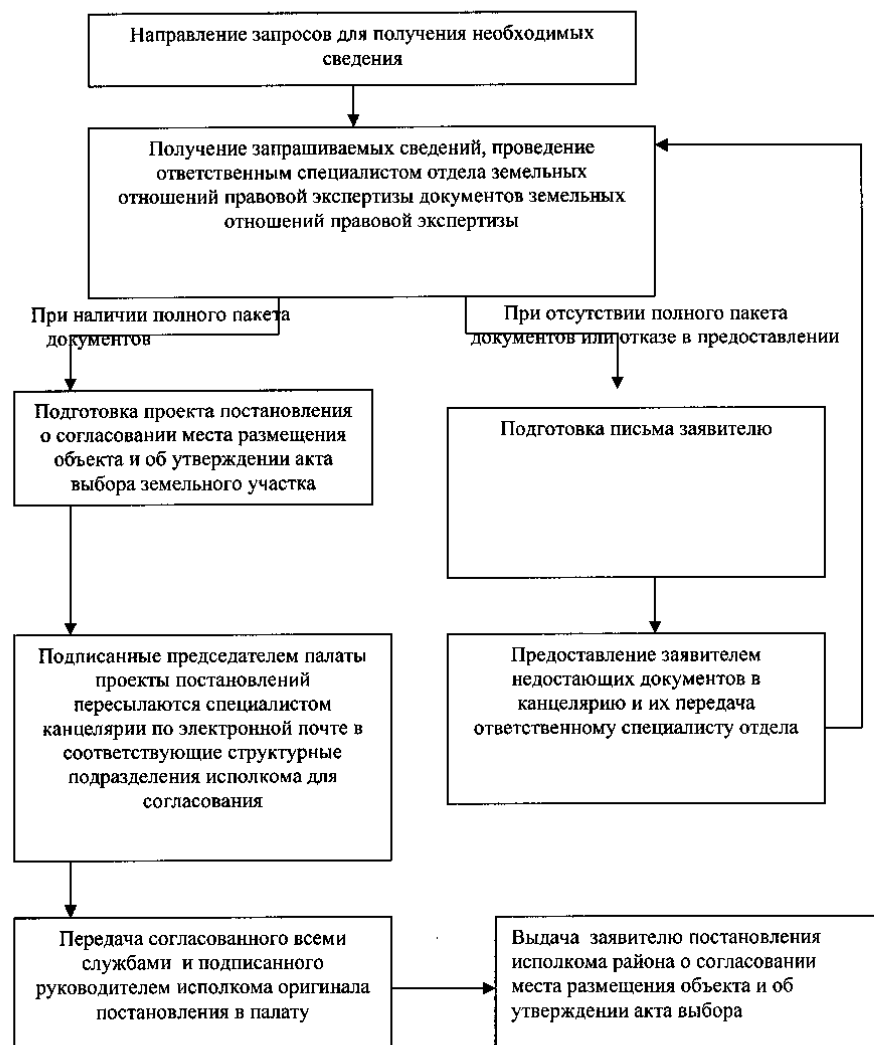 Направление запросов для получения необходимых
сведения
Получение запрашиваемых сведений, проведение
ответственным специалистом отдела земельных
отношений правовой экспертизы документов земельных
отношений правовой экспертизы
При наличии полного пакета
документов
При отсутствии полного пакета
документов или отказе в предоставлении
Подготовка проекта постановления
о согласовании места размещения
объекта и об утверждении акта
выбора земельного участка
Подготовка письма заявителю
Подписанные председателем палаты
проекты постановлений
пересылаются специалистом
канцелярии по электронной почте в
соответствующие структурные
подразделения исполкома для
согласования
Предоставление заявителем
недостающих документов в
канцелярию и их передача
ответственному специалисту отдела
Передача согласованного всеми
службами и подписанного
руководителем исполкома оригинала
постановления в палату
Выдача заявителю постановления
исполкома района о согласовании
места размещения объекта и об
утверждении акта выбора